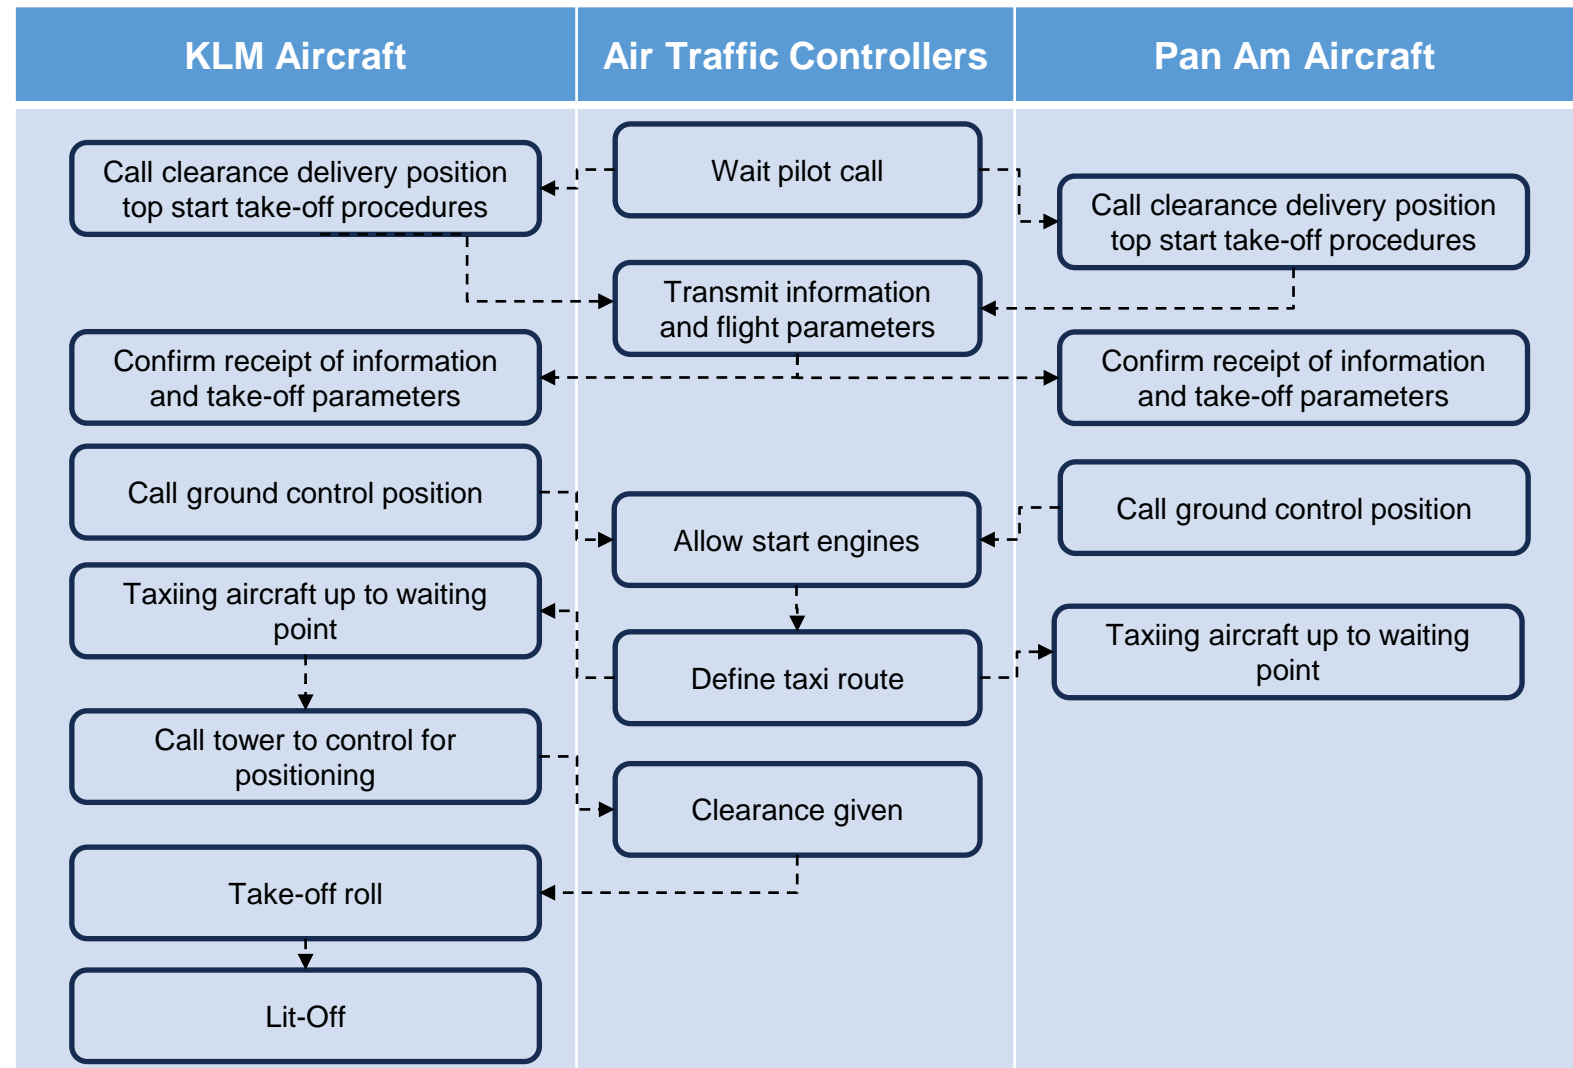 KLM Aircraft
Air Traffic Controllers
Pan Am Aircraft
Call clearance delivery position
top start take-off procedures
Wait pilot call
Call clearance delivery position
top start take-off procedures
Transmit information
and flight parameters
Confirm receipt of information
and take-off parameters
Confirm receipt of information
and take-off parameters
Call ground control position
Allow start engines
Call ground control position
Taxiing aircraft up to waiting
point
Define taxi route
Taxiing aircraft up to waiting
point
Call tower to control for
positioning
Clearance given
Take-off roll
Lit-Off